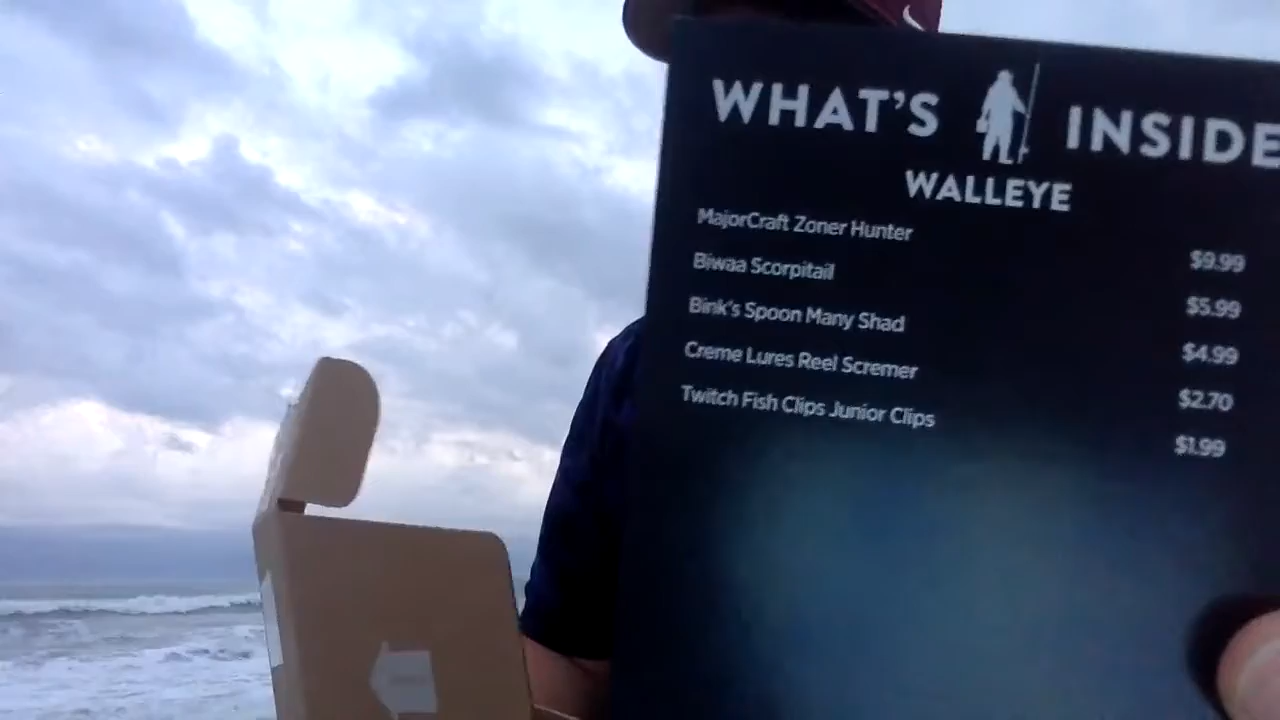 WHAT'S INSIDE
WALLEYE
MajorCraft Zoner Hunter $9.99
Biwaa Scorpitail $5.99
Bink's Spoon Many Shad $4.99
Creme Lures Reel Scremer $2.70
Twitch Fish Clips Junior Clips $1.99